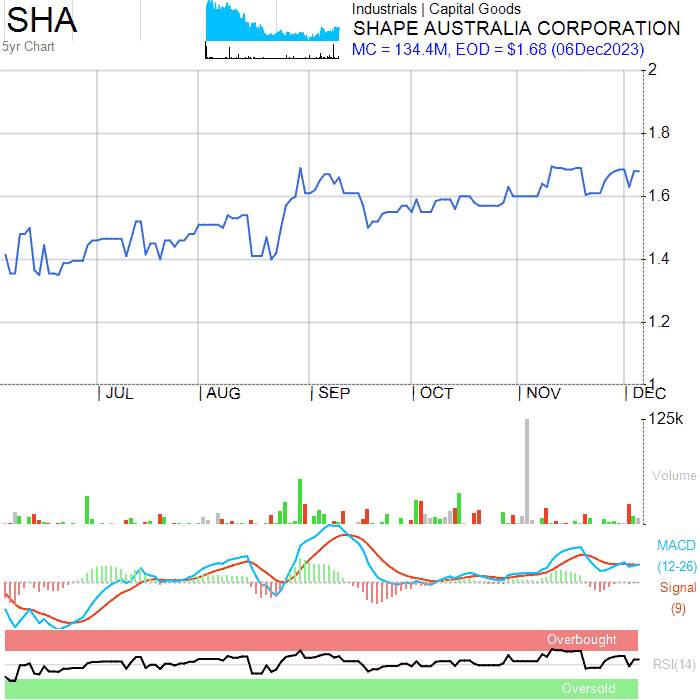 SHA
5yr Chart
Industrials | Capital Goods
SHAPE AUSTRALIA CORPORATION
MC = 134.4M, EOD = $1.68 (06Dec2023)
2
1.8
1.6
1.4
1.2
1
JUL AUG SEP OCT NOV DEC
125k
Volume
MACD
(12-26)
Signal
(9)
Overbought
RSI(14)
Oversold